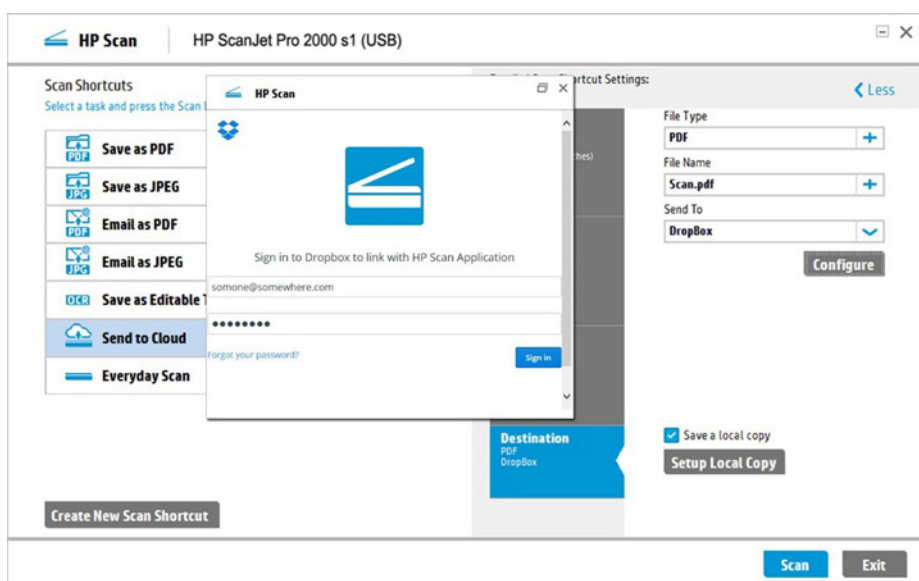 HP Scan
HP ScanJet Pro 2000 s1 (USB)
Scan Shortcuts
Select a task and press the Scan
Save as PDF
Save as JPEG
Email as PDF
Email as JPEG
OCR Save as Editable
Send to Cloud
Everyday Scan
Create New Scan Shortcut
HP Scan
Sign in to Dropbox to link with HP Scan Application
somone@somewhere.com
Forgot your password?
Sign in
Shortcut Settings:
Less
File Type
PDF
File Name
Scan.pdf
Send To
DropBox
Configure
Destination
PDF
DropBox
Save a local copy
Setup Local Copy
Scan
Exit